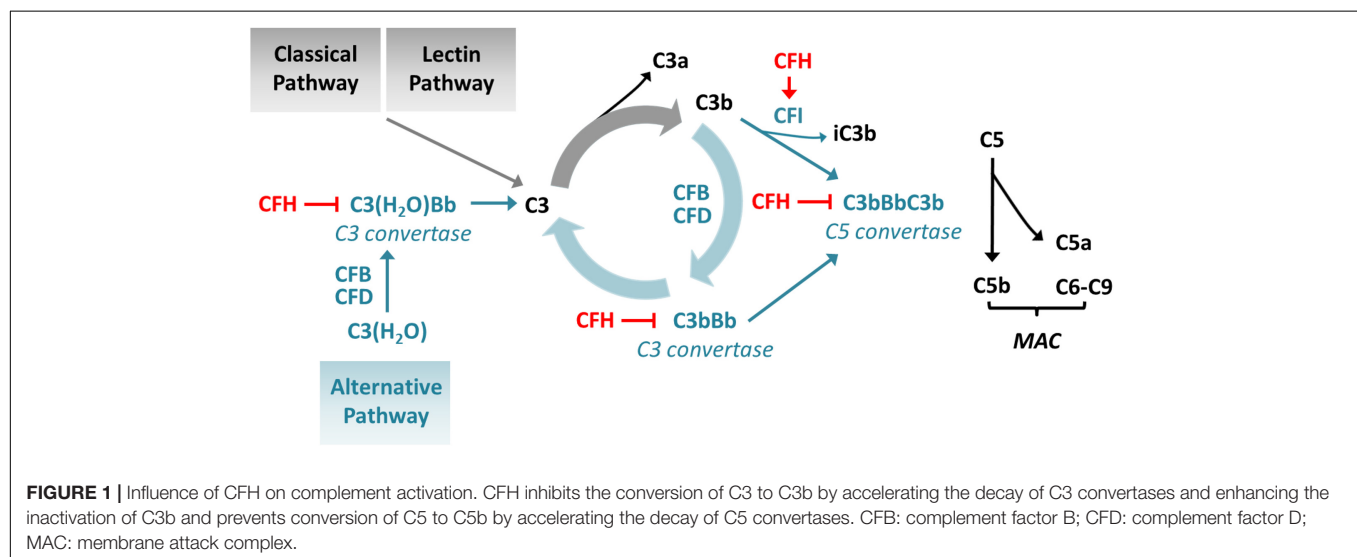 Classical
Pathway
Lectin
Pathway
C3a
CFH
C3b
CFI
iC3b
C5
CFH
C3(H₂O)Bb
C3 convertase
C3
CFB
CFD
CFH
C3bBbC3b
C5 convertase
C5a
CFB
CFD
C5b
C6-C9
C3(H₂O)
CFH
C3bBb
C3 convertase
MAC
Alternative
Pathway
FIGURE 1 | Influence of CFH on complement activation. CFH inhibits the conversion of C3 to C3b by accelerating the decay of C3 convertases and enhancing the
inactivation of C3b and prevents conversion of C5 to C5b by accelerating the decay of C5 convertases. CFB: complement factor B; CFD: complement factor D;
MAC: membrane attack complex.